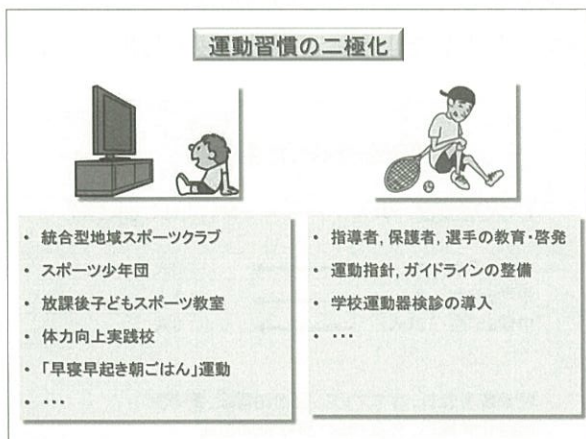 運動習慣の二極化
・ 統合型地域スポーツクラブ
・ スポーツ少年団
・ 放課後子どもスポーツ教室
・ 体力向上実践校
・ 「早寝早起き朝ごはん」運動
・ …
・ 指導者, 保護者, 選手の教育・啓発
・ 運動指針, ガイドラインの整備
・ 学校運動器検診の導入
・ …